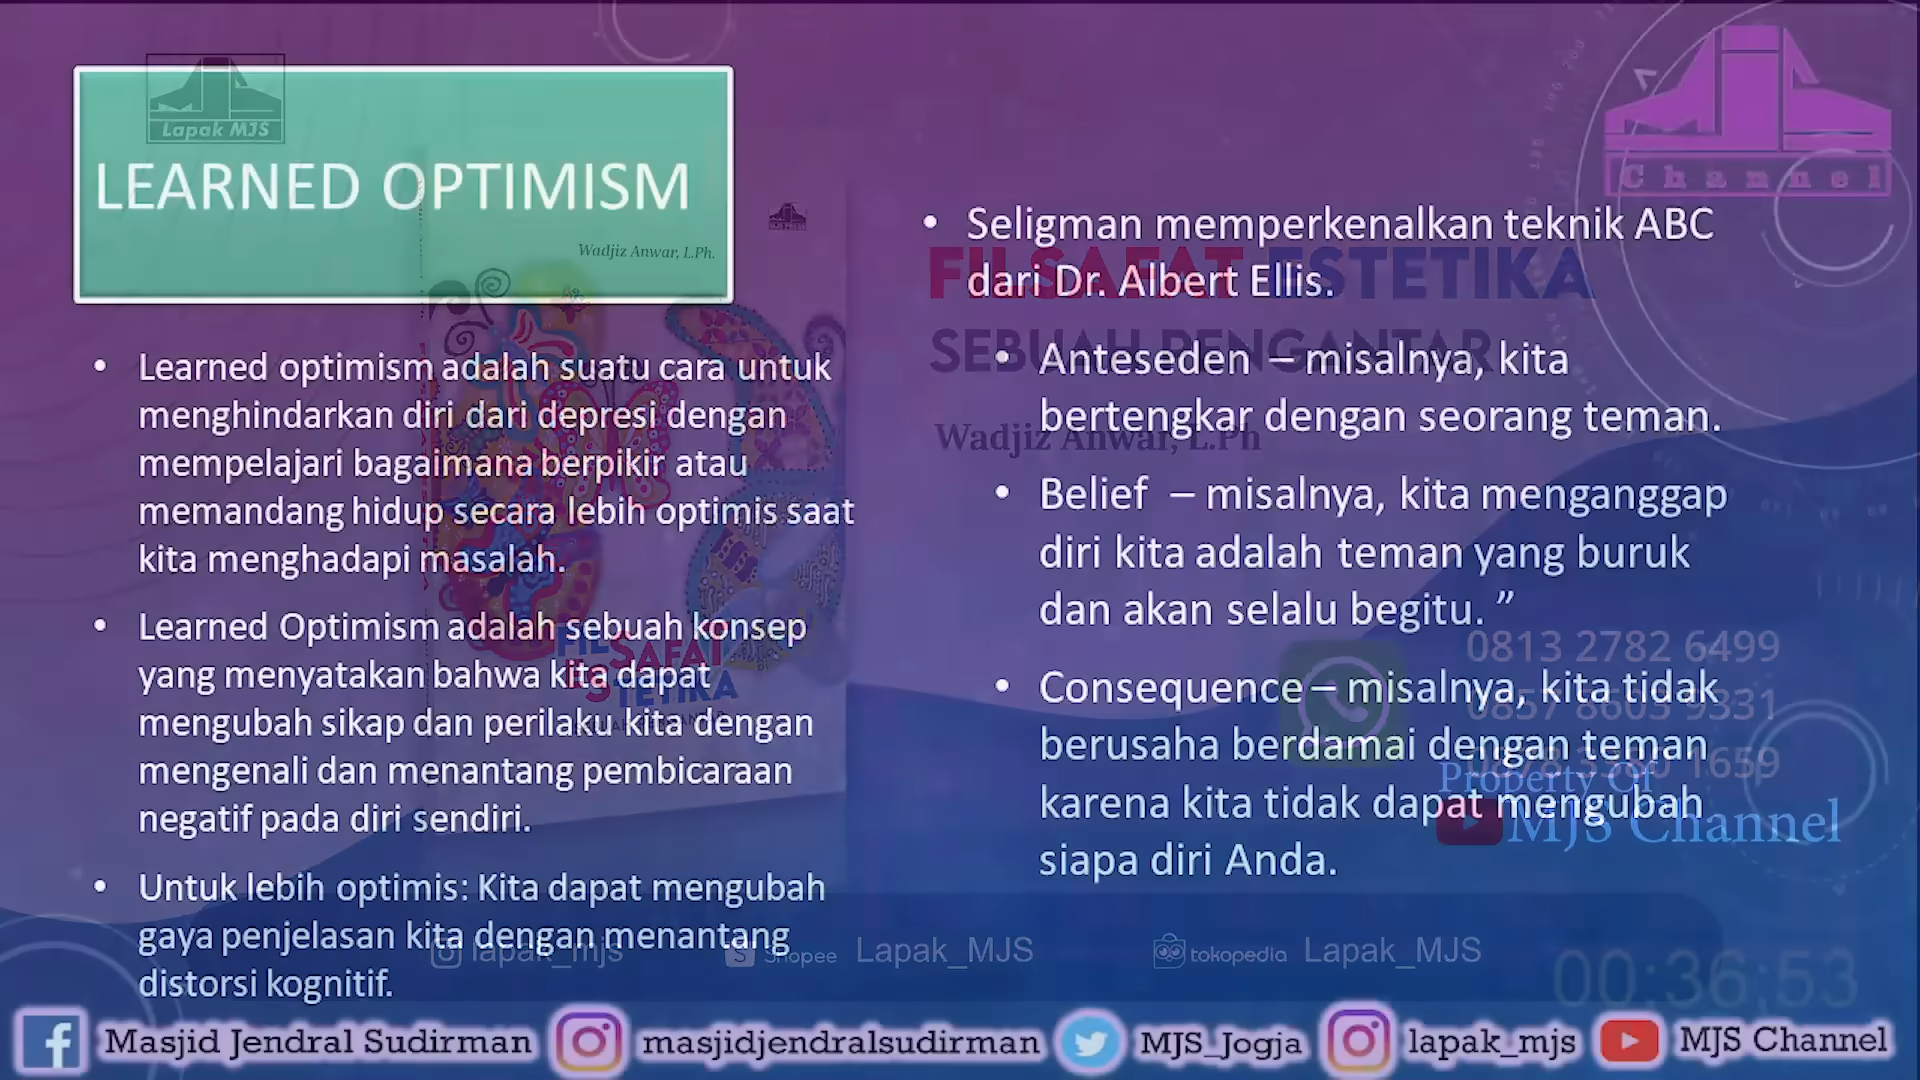 Lapak MJS
LEARNED OPTIMISM
Wadjiz Anwar, L.Ph.
Learned optimism adalah suatu cara untuk
menghindarkan diri dari depresi dengan
mempelajari bagaimana berpikir atau
memandang hidup secara lebih optimis saat
kita menghadapi masalah.
Learned Optimism adalah sebuah konsep
yang menyatakan bahwa kita dapat
mengubah sikap dan perilaku kita dengan
mengenali dan menantang pembicaraan
negatif pada diri sendiri.
Untuk lebih optimis: Kita dapat mengubah
gaya penjelasan kita dengan menantang
distorsi kognitif.
FILSAFAT
ESTETIKA
Channel
Seligman memperkenalkan teknik ABC
dari Dr. Albert Ellis.
Anteseden – misalnya, kita
bertengkar dengan seorang teman.
Belief – misalnya, kita menganggap
diri kita adalah teman yang buruk
dan akan selalu begitu. ”
Consequence – misalnya, kita tidak
berusaha berdamai dengan teman
karena kita tidak dapat mengubah
siapa diri Anda.
FILSAFAT ESTETIKA
SEBUAH PENGANTAR
Wadjiz Anwar, L.Ph
0813 2782 6499
0857 8603 9331
1659
Property Of
MJS Channel
lapak_mjs
Shopee Lapak_MJS
tokopedia Lapak_MJS
00;36;53
Masjid Jendral Sudirman
masjidjendralsudirman
MJS_Jogja
lapak_mjs
MJS Channel